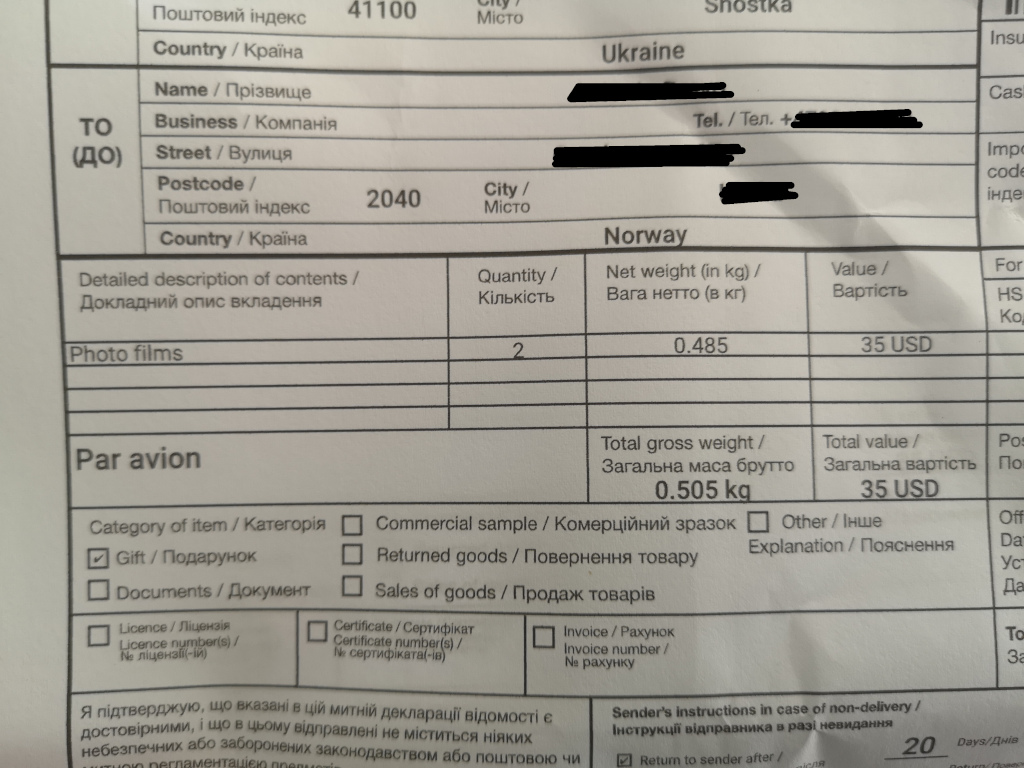 Поштовий індекс 41100 City / Місто Shostka
Country / Країна Ukraine
TO (ДО)
Name / Прізвище
Business / Компанія Tel. / Тел. +
Street / Вулиця
Postcode / Поштовий індекс 2040 City / Місто
Country / Країна Norway
Detailed description of contents / Докладний опис вкладення
Quantity / Кількість
Net weight (in kg) / Вага нетто (в кг)
Value / Вартість
Photo films 2 0.485 35 USD
Par avion
Total gross weight / Загальна маса брутто 0.505 kg
Total value / Загальна вартість 35 USD
Category of item / Категорія
Commercial sample / Комерційний зразок
Other / Інше
Gift / Подарунок
Returned goods / Повернення товару
Explanation / Пояснення
Documents / Документ
Sales of goods / Продаж товарів
Licence / Ліцензія
Licence number(s) /
№ ліцензії(-ій)
Certificate / Сертифікат
Certificate number(s) /
№ сертифіката(-ів)
Invoice / Рахунок
Invoice number /
№ рахунку
Я підтверджую, що вказані в цій митній декларації відомості є
достовірними, і що в цьому відправленні не міститься ніяких
небезпечних або заборонених законодавством або поштовою чи
митною регламентацією
Sender's instructions in case of non-delivery /
Інструкції відправника в разі невидання
Return to sender after / 20 Days/Днів